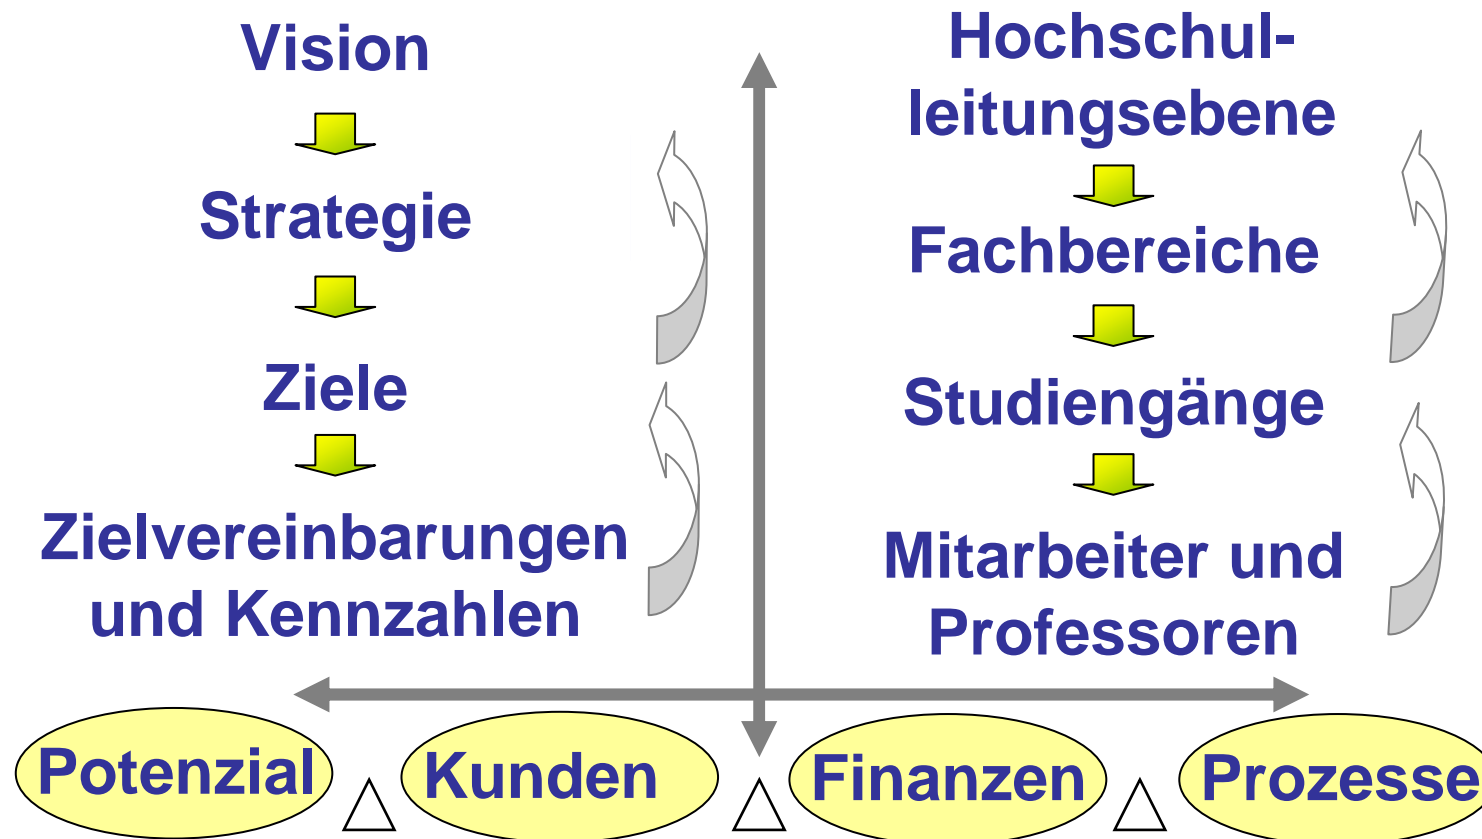 Vision
Strategie
Ziele
Zielvereinbarungen
und Kennzahlen
Hochschul-
leitungsebene
Fachbereiche
Studiengänge
Mitarbeiter und
Professoren
Potenzial
Kunden
Finanzen
Prozesse